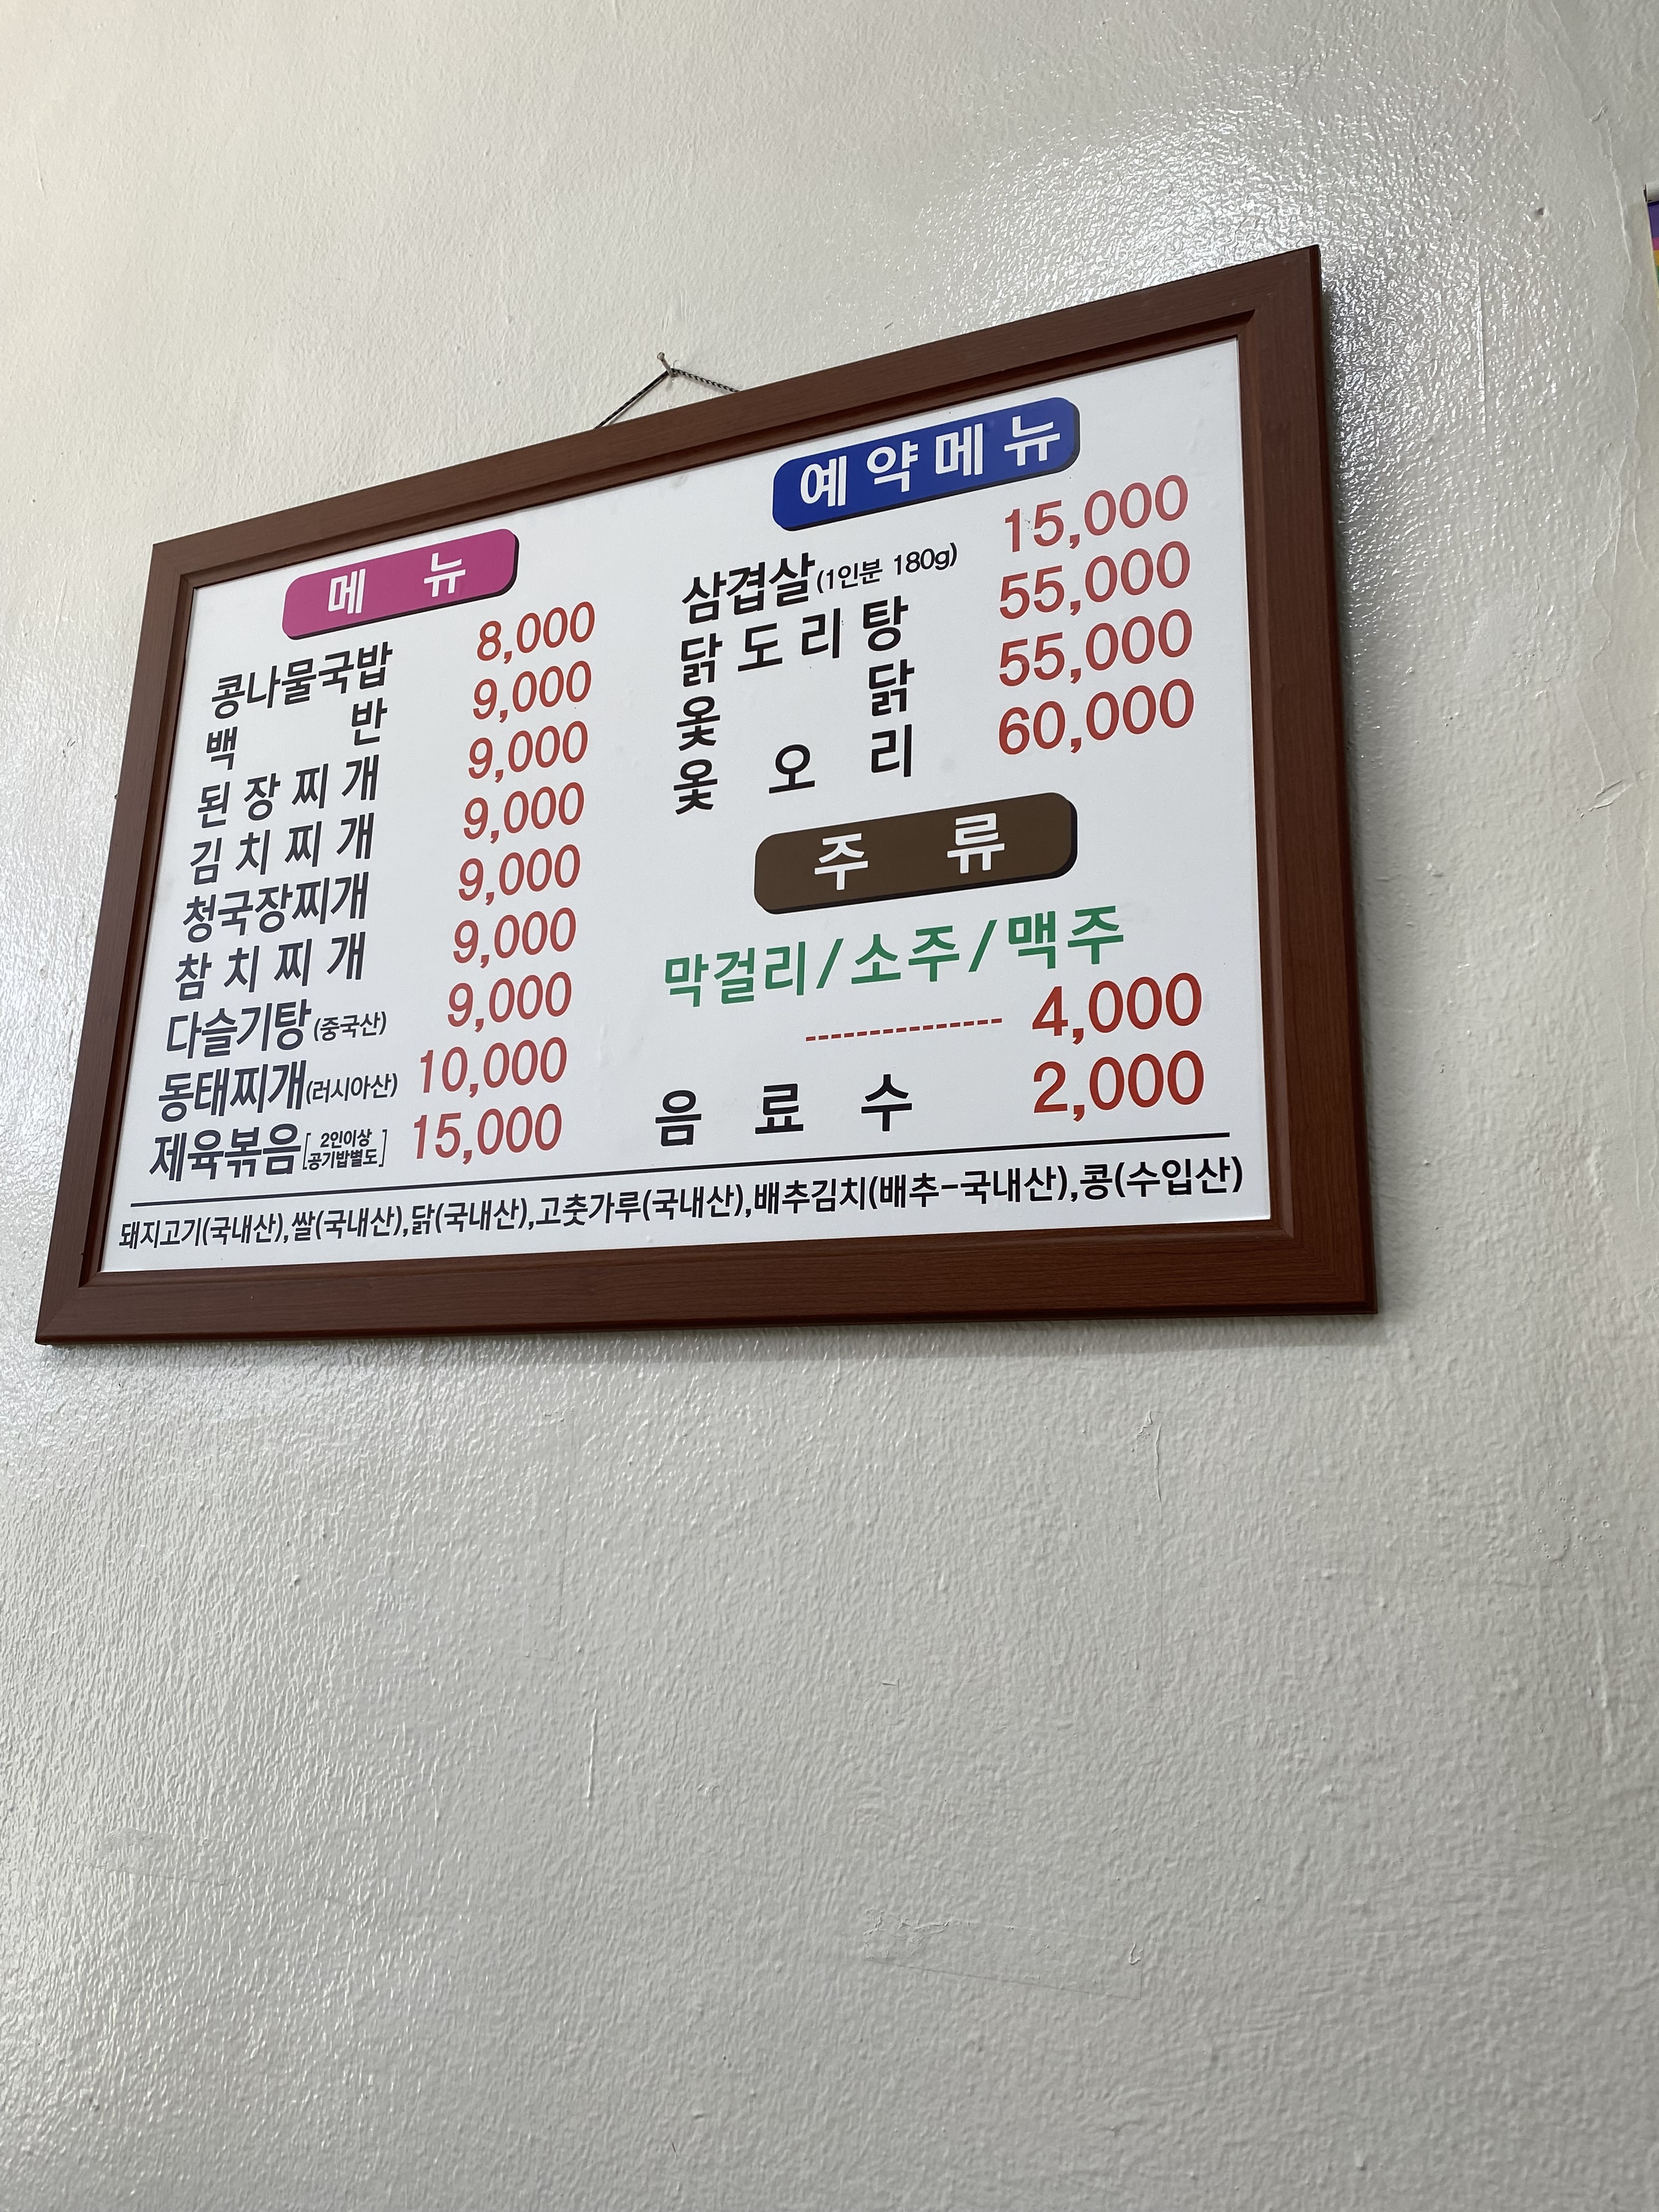 메뉴
콩나물국밥 8,000
백반 9,000
된장찌개 9,000
김치찌개 9,000
청국장찌개 9,000
참치찌개 9,000
다슬기탕(중국산) 9,000
동태찌개(러시아산) 10,000
제육볶음[2인이상 공기밥별도] 15,000
예약메뉴
삼겹살(1인분 180g) 15,000
닭도리탕 55,000
옻닭 55,000
옻오리 60,000
주류
막걸리/소주/맥주
-------------- 4,000
음료수 2,000
돼지고기(국내산),쌀(국내산),닭(국내산),고춧가루(국내산),배추김치(배추-국내산),콩(수입산)